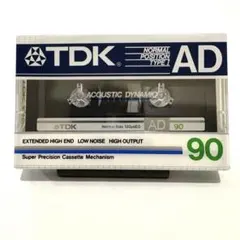 TDK
NORMAL
POSITION
TYPE I
AD
ACOUSTIC DYNAMIC
TDK
AD
90
EXTENDED HIGH END LOW NOISE HIGH OUTPUT
Super Precision Cassette Mechanism
90